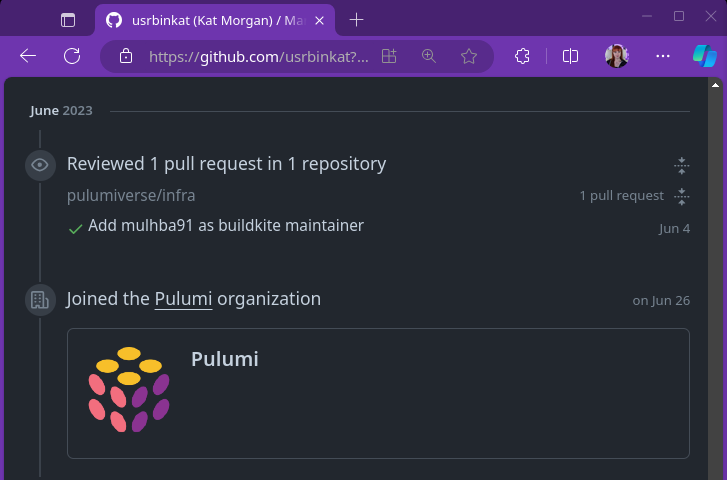 usrbinkat (Kat Morgan) / Ma
https://github.com/usrbinkat?...
June 2023
Reviewed 1 pull request in 1 repository
pulumiverse/infra
1 pull request
Add mulhba91 as buildkite maintainer
Jun 4
Joined the Pulumi organization
on Jun 26
Pulumi